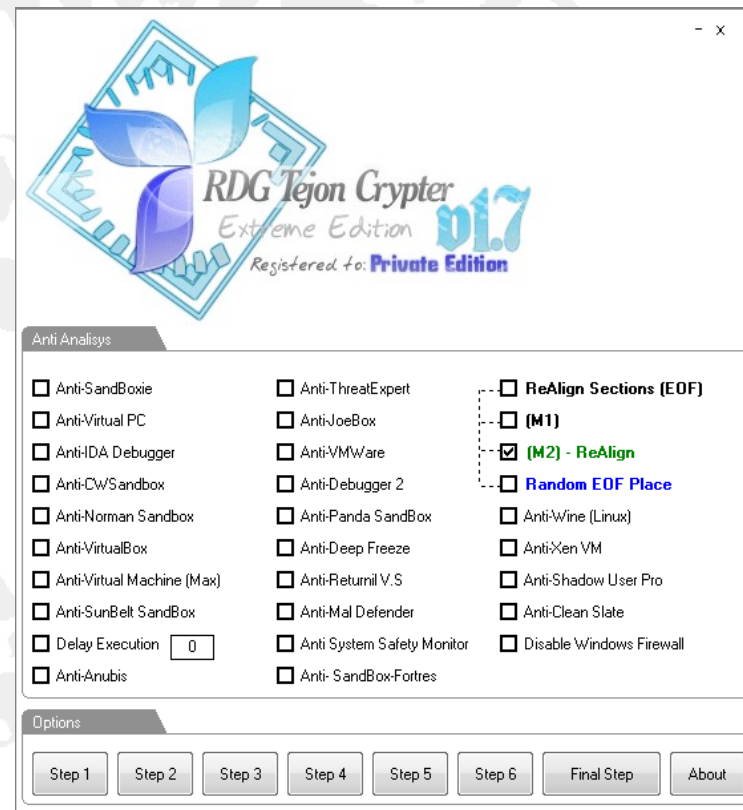 - x
RDG Tejon Crypter
Extreme Edition v1.7
Registered to: Private Edition
Anti Analisys
Anti-SandBoxie
Anti-Virtual PC
Anti-IDA Debugger
Anti-CWSandbox
Anti-Norman Sandbox
Anti-VirtualBox
Anti-Virtual Machine (Max)
Anti-SunBelt SandBox
Delay Execution 0
Anti-Anubis
Anti-ThreatExpert
Anti-JoeBox
Anti-VMWare
Anti-Debugger 2
Anti-Panda SandBox
Anti-Deep Freeze
Anti-Returnil V.S
Anti-Mal Defender
Anti System Safety Monitor
Anti- SandBox-Fortres
ReAlign Sections (EOF)
(M1)
(M2) - ReAlign
Random EOF Place
Anti-Wine (Linux)
Anti-Xen VM
Anti-Shadow User Pro
Anti-Clean Slate
Disable Windows Firewall
Options
Step 1 Step 2 Step 3 Step 4 Step 5 Step 6 Final Step About